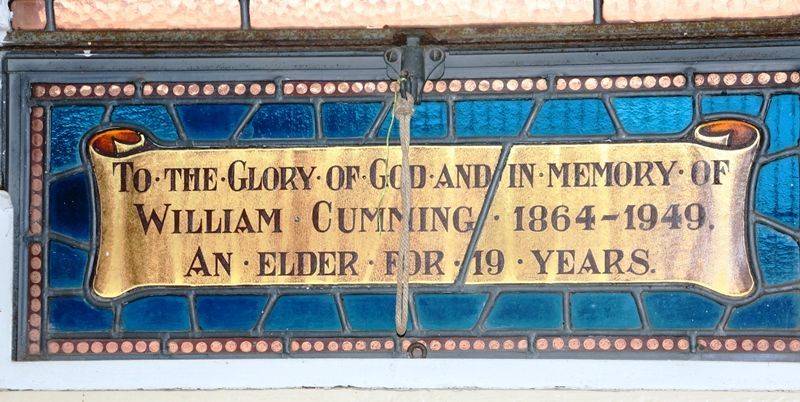 TO·THE·GLORY·OF·GOD·AND·IN·MEMORY·OF
WILLIAM · CUMMING · 1864-1949.
AN · ELDER · FOR · 19 · YEARS.